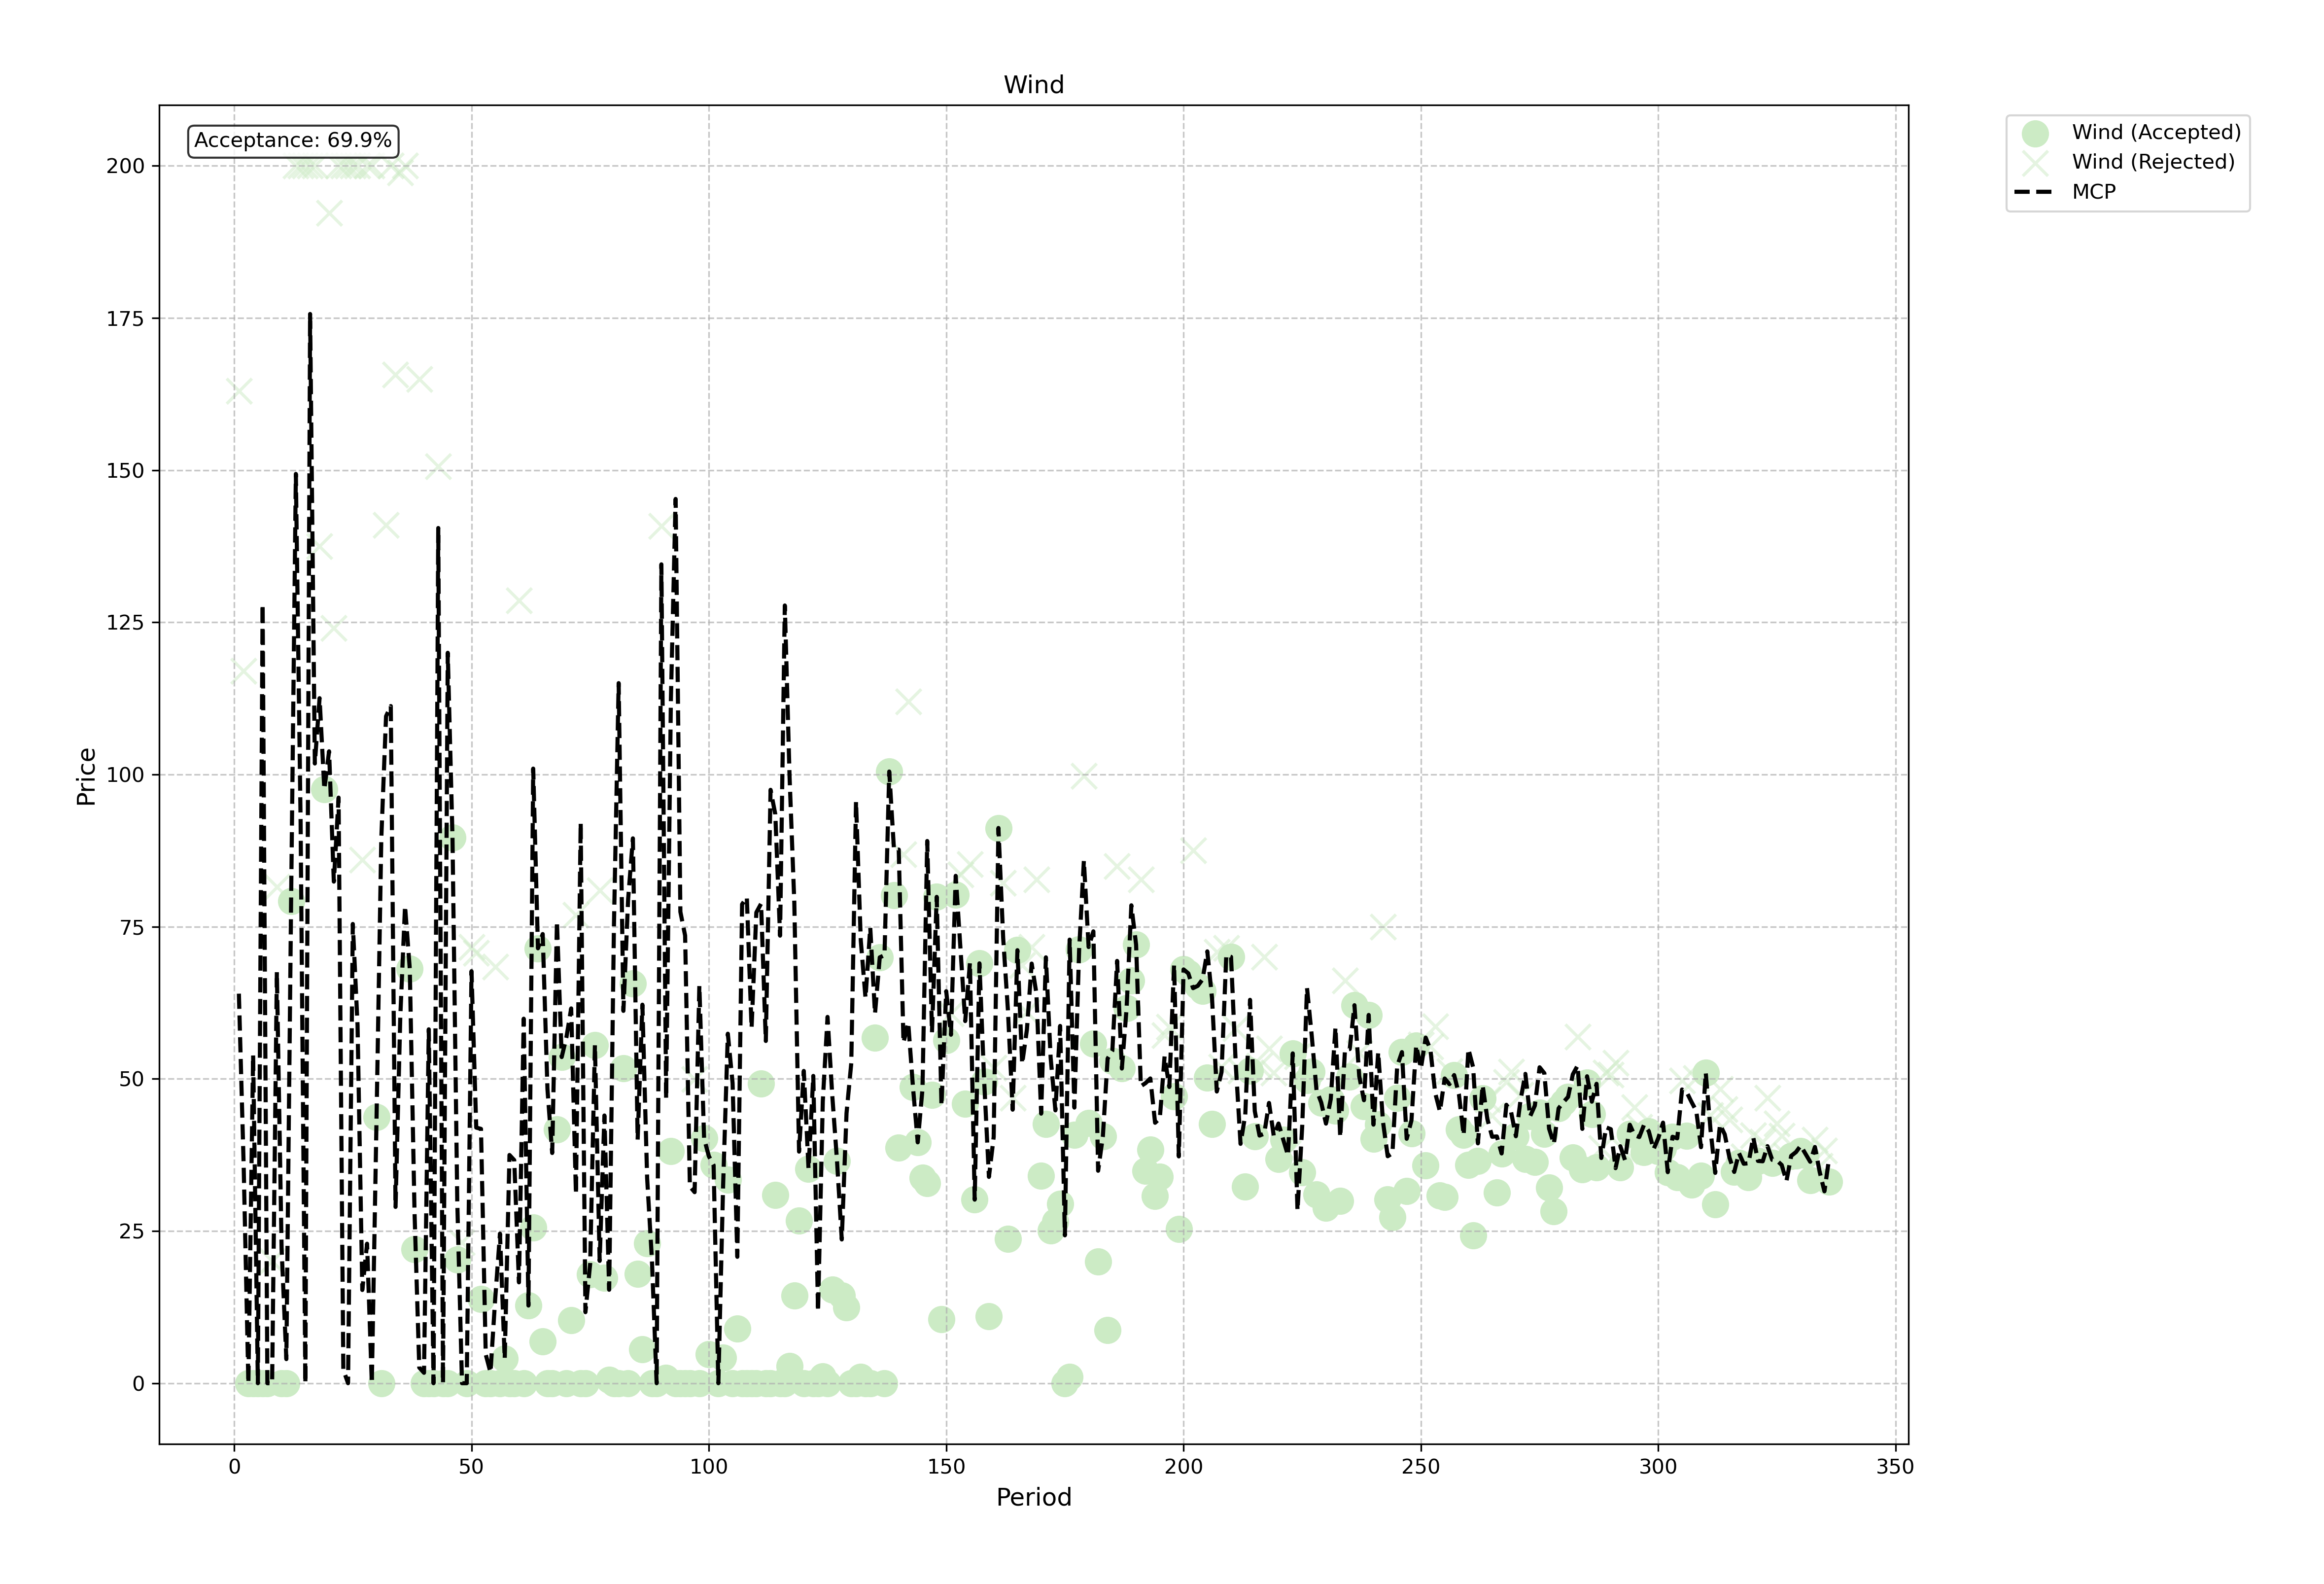 Wind
Acceptance: 69.9%
Wind (Accepted)
Wind (Rejected)
MCP
200
175
150
125
100
75
50
25
0
Price
0 50 100 150 200 250 300 350
Period